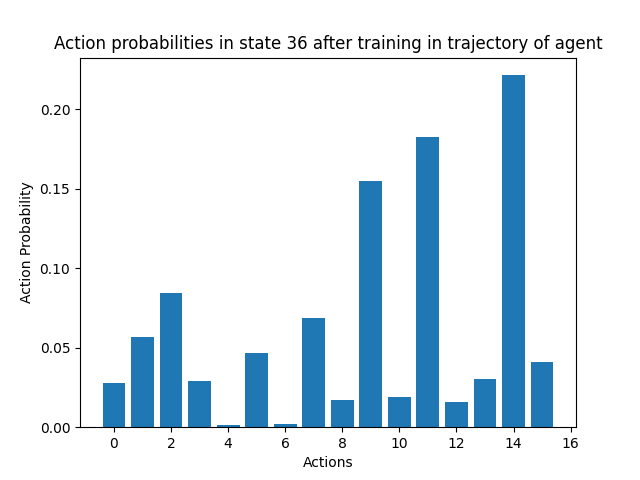 Action probabilities in state 36 after training in trajectory of agent
Action Probability
0.20
0.15
0.10
0.05
0.00
0 2 4 6 8 10 12 14 16
Actions